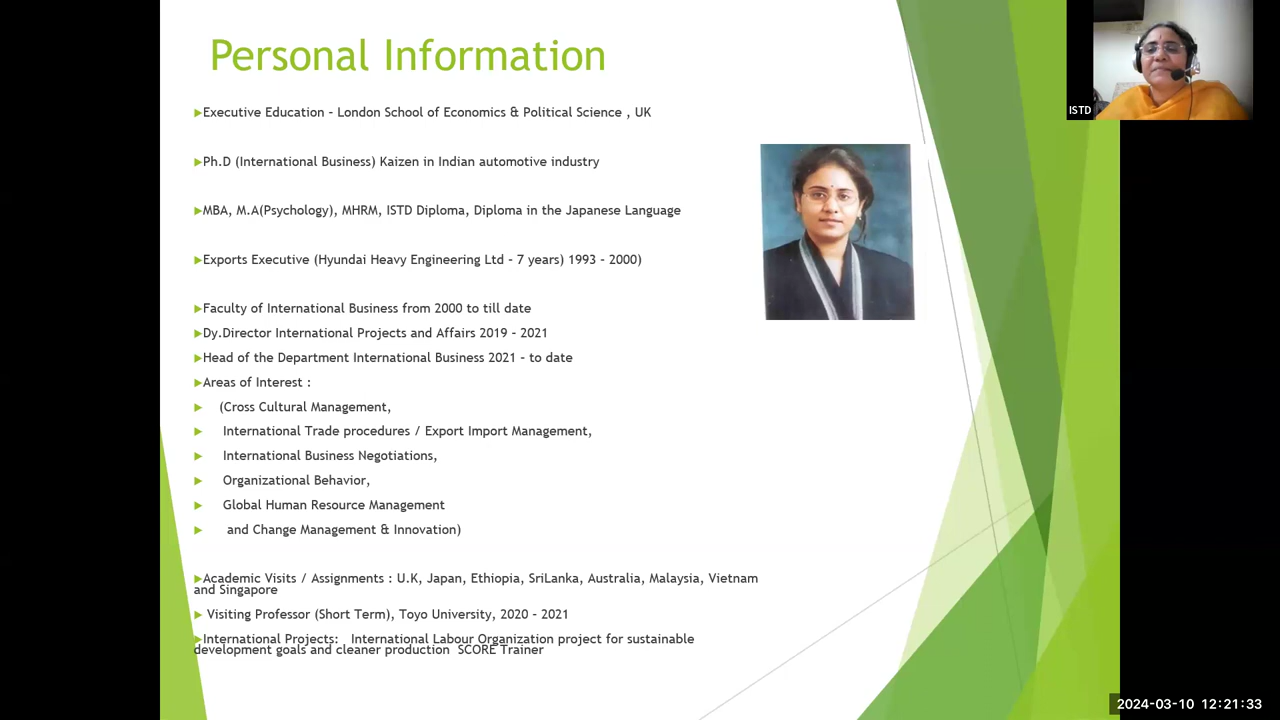 Personal Information
Executive Education – London School of Economics & Political Science , UK
Ph.D (International Business) Kaizen in Indian automotive industry
MBA, M.A(Psychology), MHRM, ISTD Diploma, Diploma in the Japanese Language
Exports Executive (Hyundai Heavy Engineering Ltd – 7 years) 1993 – 2000)
Faculty of International Business from 2000 to till date
Dy.Director International Projects and Affairs 2019 – 2021
Head of the Department International Business 2021 – to date
Areas of Interest :
(Cross Cultural Management,
International Trade procedures / Export Import Management,
International Business Negotiations,
Organizational Behavior,
Global Human Resource Management
and Change Management & Innovation)
Academic Visits / Assignments : U.K, Japan, Ethiopia, SriLanka, Australia, Malaysia, Vietnam
and Singapore
Visiting Professor (Short Term), Toyo University, 2020 – 2021
International Projects: International Labour Organization project for sustainable
development goals and cleaner production SCORE Trainer
ISTD
2024-03-10 12:21:33